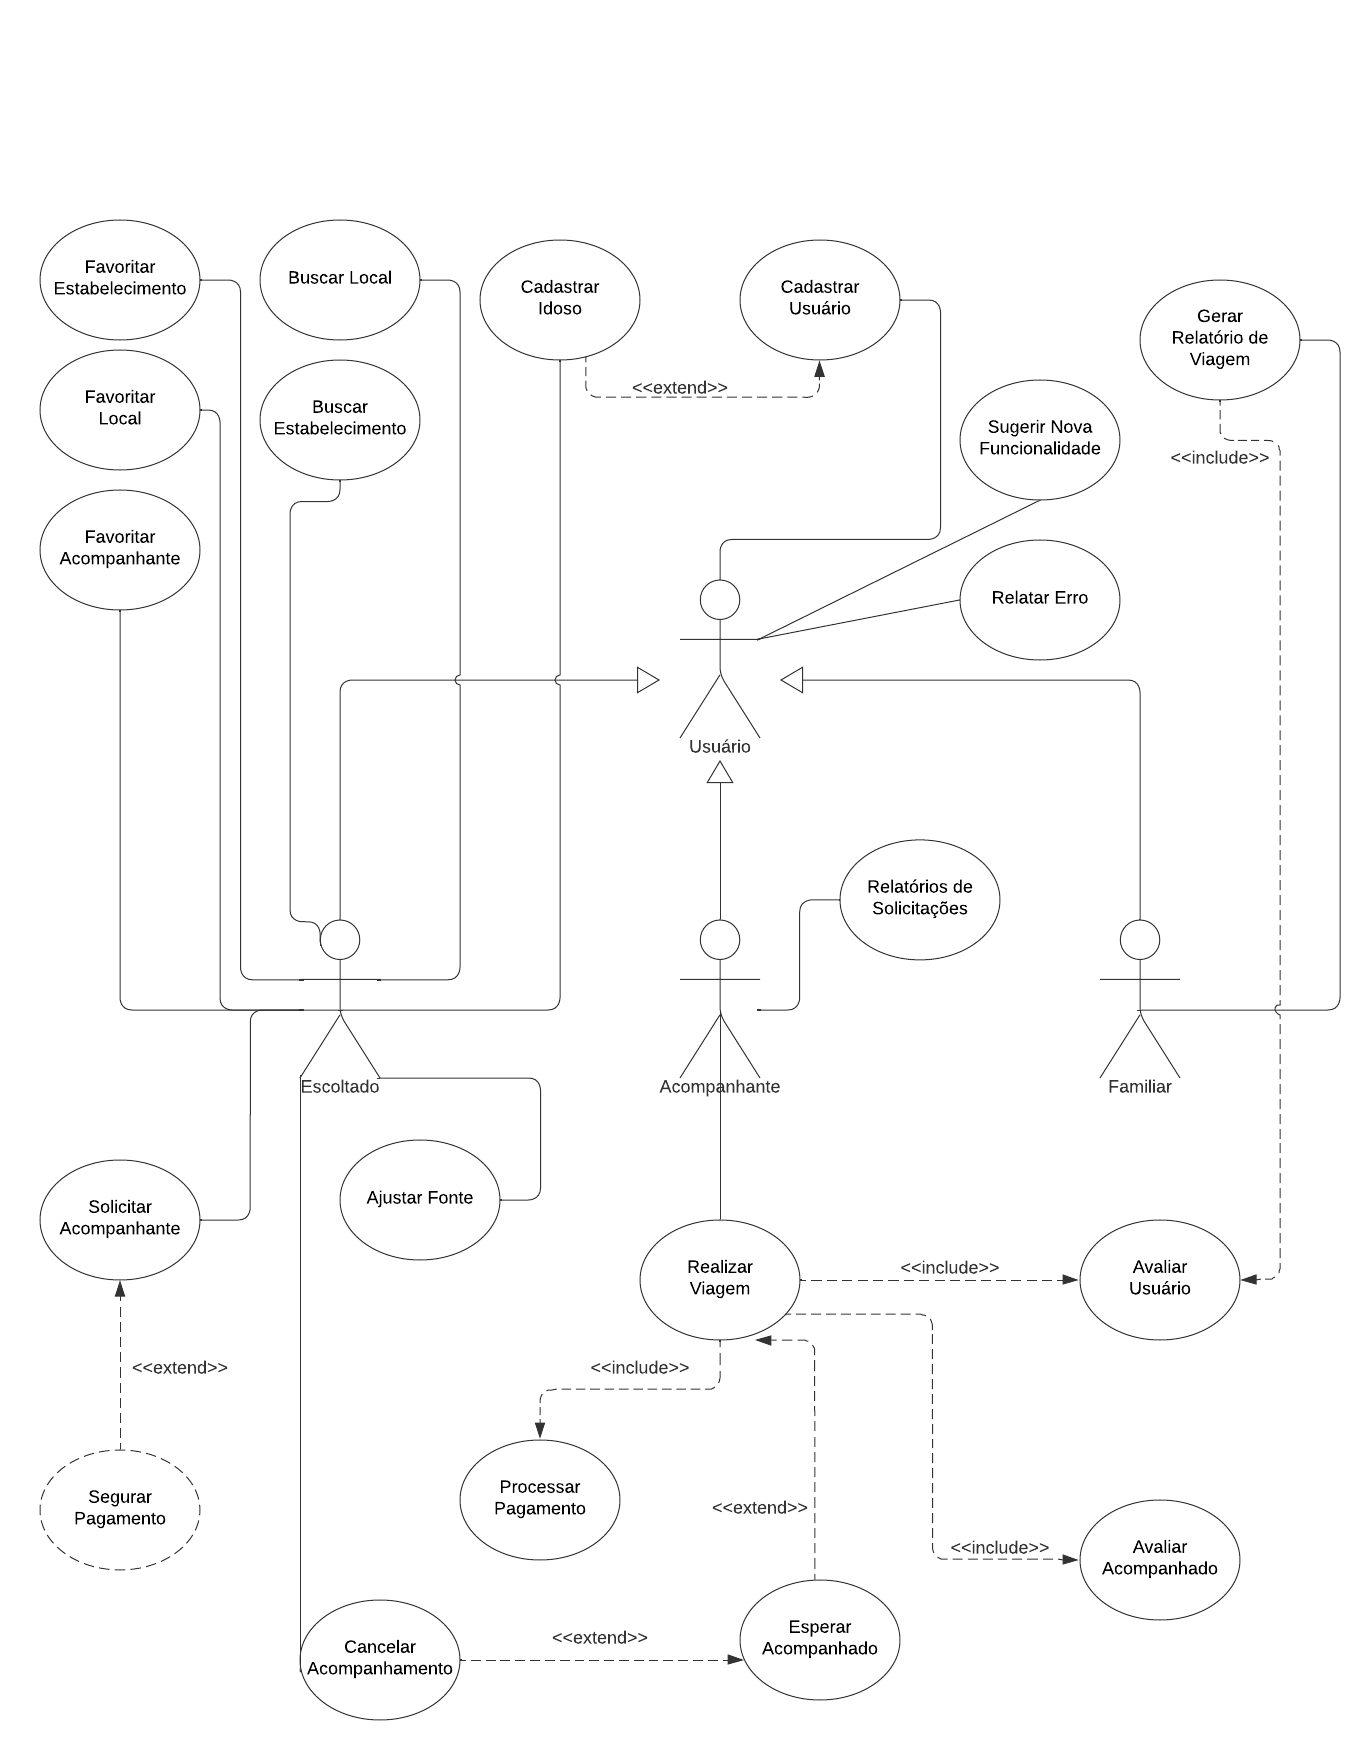 Favoritar
Estabelecimento
Buscar Local
Cadastrar
Idoso
Cadastrar
Usuário
Gerar
Relatório de
Viagem
<<extend>>
Favoritar
Local
Buscar
Estabelecimento
Sugerir Nova
Funcionalidade
<<include>>
Favoritar
Acompanhante
Relatar Erro
Usuário
Relatórios de
Solicitações
Escoltado
Acompanhante
Familiar
Solicitar
Acompanhante
Ajustar Fonte
Realizar
Viagem
<<include>>
Avaliar
Usuário
<<extend>>
<<include>>
Segurar
Pagamento
Processar
Pagamento
<<extend>>
<<include>>
Avaliar
Acompanhado
Cancelar
Acompanhamento
<<extend>>
Esperar
Acompanhado